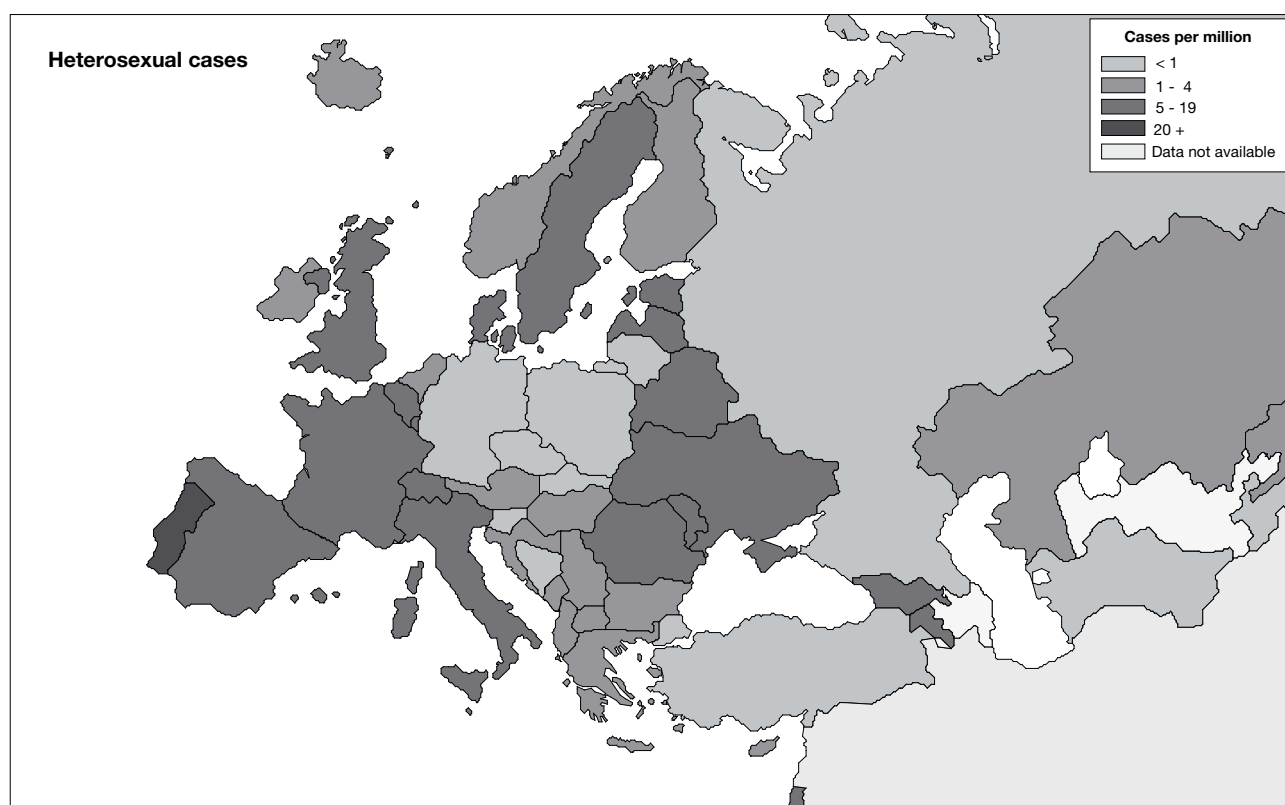 Heterosexual cases
Cases per million
< 1
1 - 4
5 - 19
20 +
Data not available